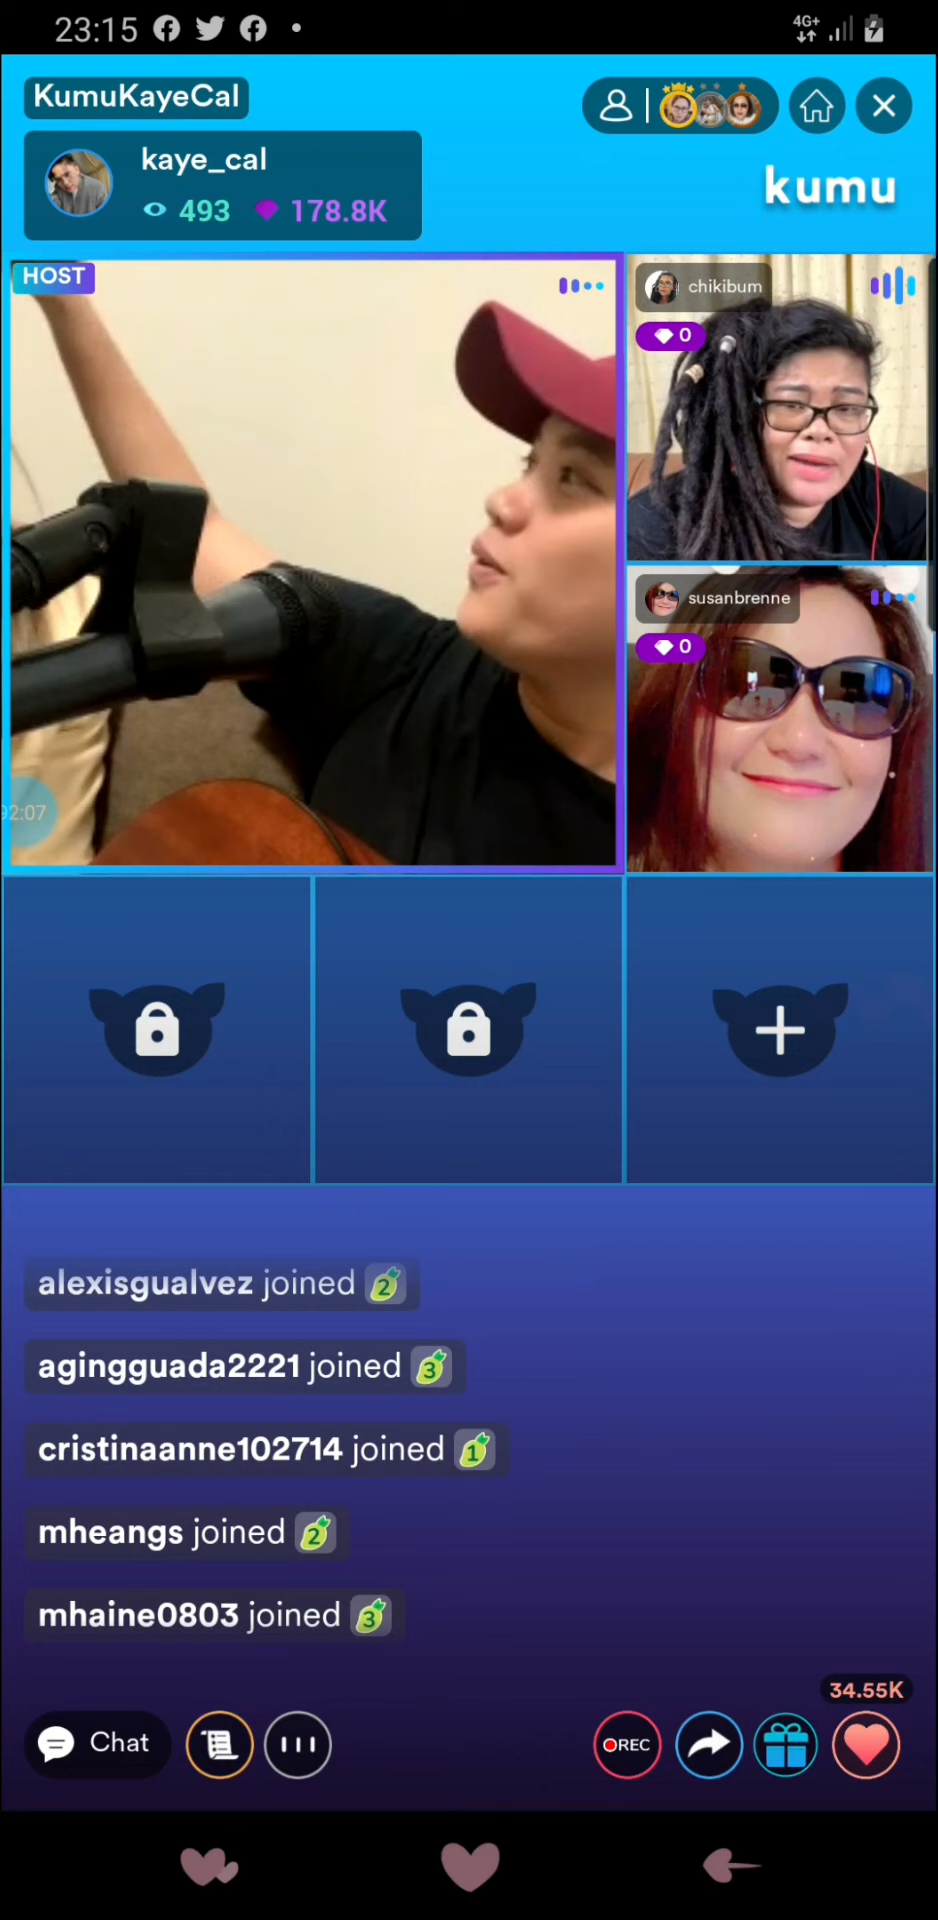 23:15
4G+
KumuKayeCal
kaye_cal
493 178.8K
kumu
HOST
chikibum
0
susanbrenne
0
92:07
alexisgualvez joined 2
agingguada2221 joined 3
cristinaanne102714 joined 1
mheangs joined 2
mhaine0803 joined 3
34.55K
Chat
REC